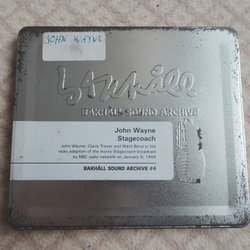 JOHN WAYNE
bakhåll
BAKHÅLL SOUND ARCHIVE
John Wayne
Stagecoach
John Wayne, Claire Trevor and Ward Bond in the
radio adaption of the movie Stagecoach broadcast
by NBC radio network on January 9, 1949
BAKHÅLL SOUND ARCHIVE #4